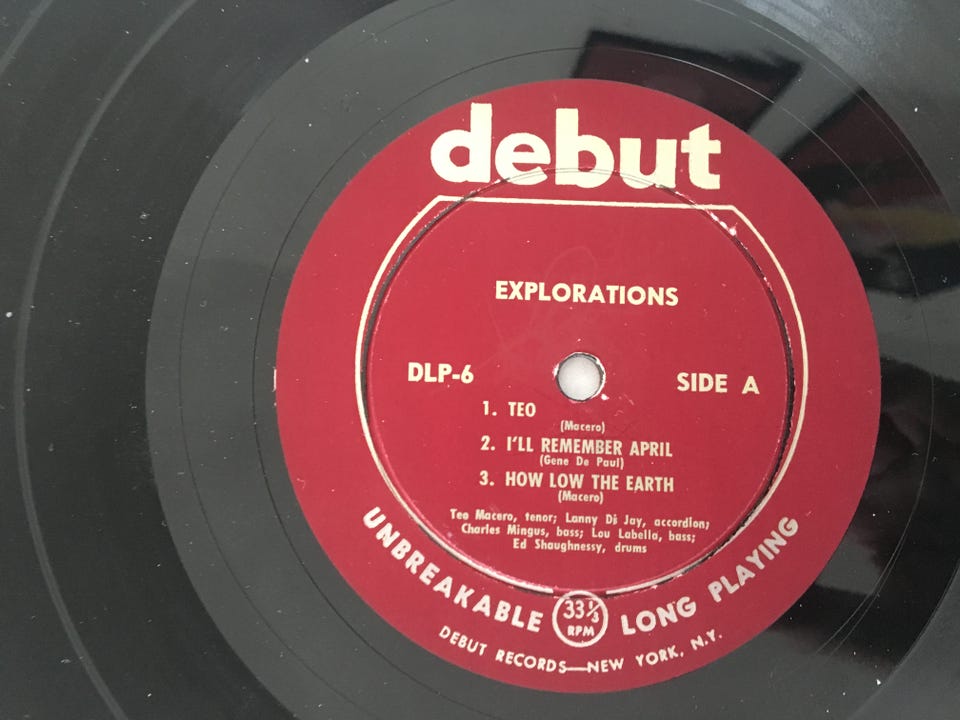 debut
EXPLORATIONS
DLP-6
SIDE A
1. TEO
(Macero)
2. I'LL REMEMBER APRIL
(Gene De Paul)
3. HOW LOW THE EARTH
(Macero)
Teo Macero, tenor; Lanny Di Jay, accordion;
Charles Mingus, bass; Lou Labella, bass;
Ed Shaughnessy, drums
UNBREAKABLE 33⅓ RPM LONG PLAYING
DEBUT RECORDS—NEW YORK, N.Y.